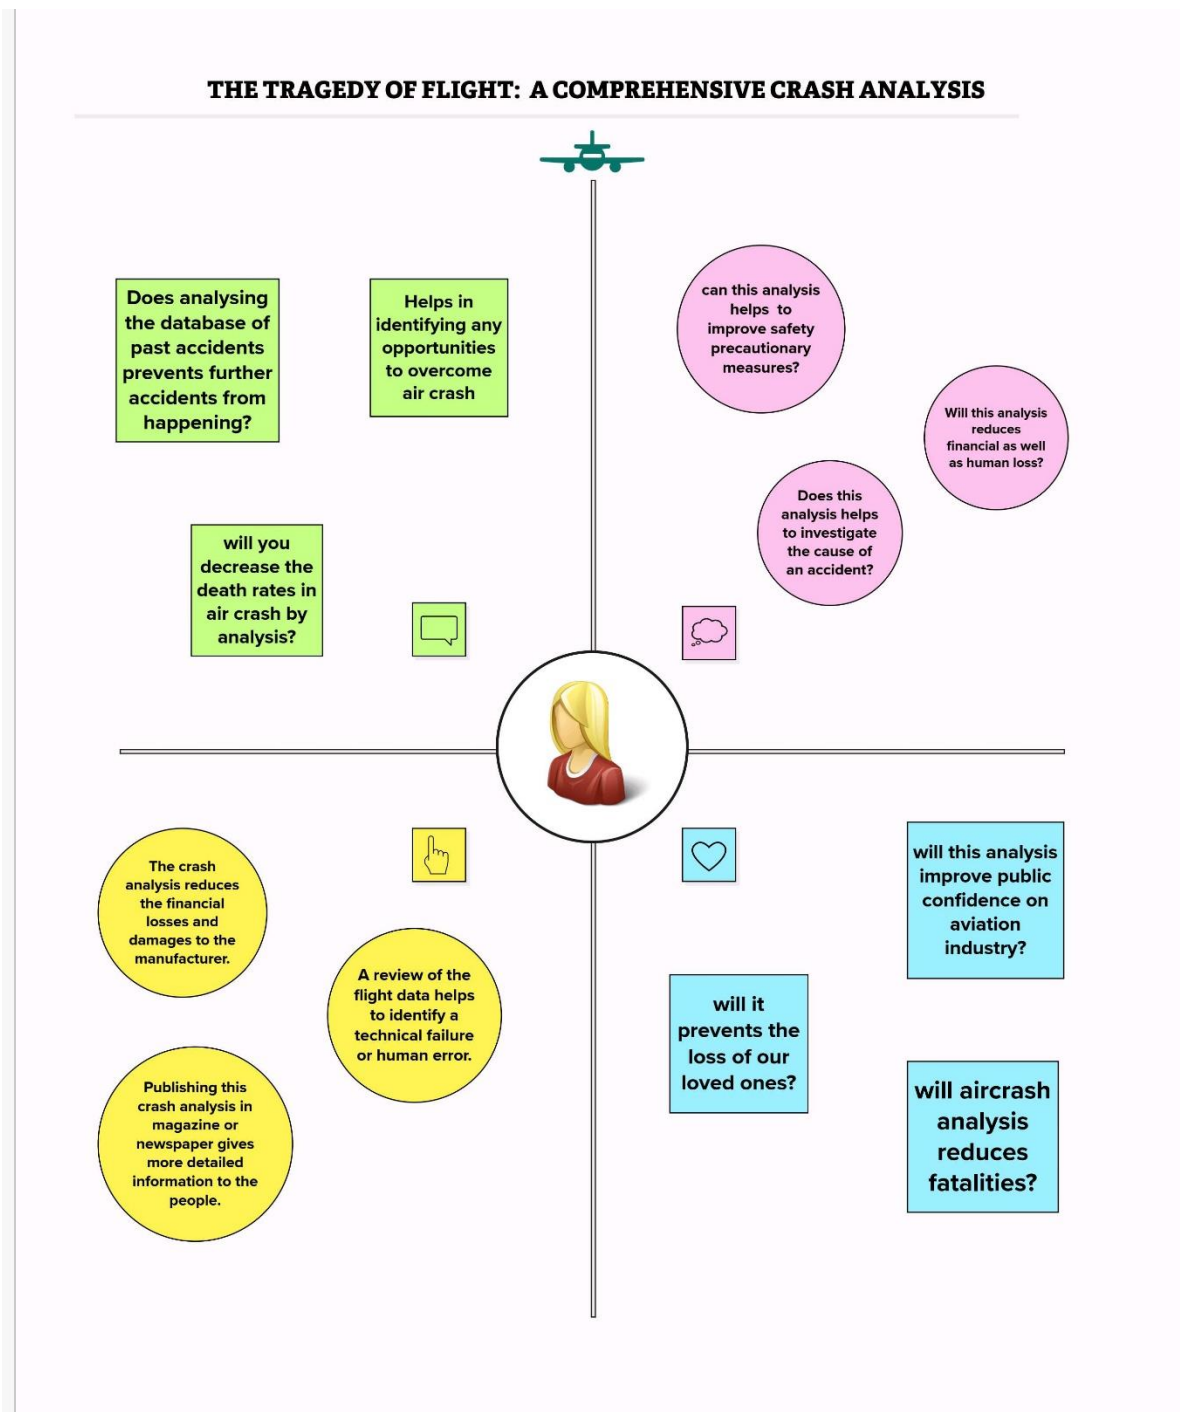 THE TRAGEDY OF FLIGHT: A COMPREHENSIVE CRASH ANALYSIS
Does analysing
the database of
past accidents
prevents further
accidents from
happening?
Helps in
identifying any
opportunities
to overcome
air crash
will you
decrease the
death rates in
air crash by
analysis?
can this analysis
helps to
improve safety
precautionary
measures?
Will this analysis
reduces
financial as well
as human loss?
Does this
analysis helps
to investigate
the cause of
an accident?
The crash
analysis reduces
the financial
losses and
damages to the
manufacturer.
A review of the
flight data helps
to identify a
technical failure
or human error.
Publishing this
crash analysis in
magazine or
newspaper gives
more detailed
information to the
people.
will this analysis
improve public
confidence on
aviation
industry?
will it
prevents the
loss of our
loved ones?
will aircrash
analysis
reduces
fatalities?